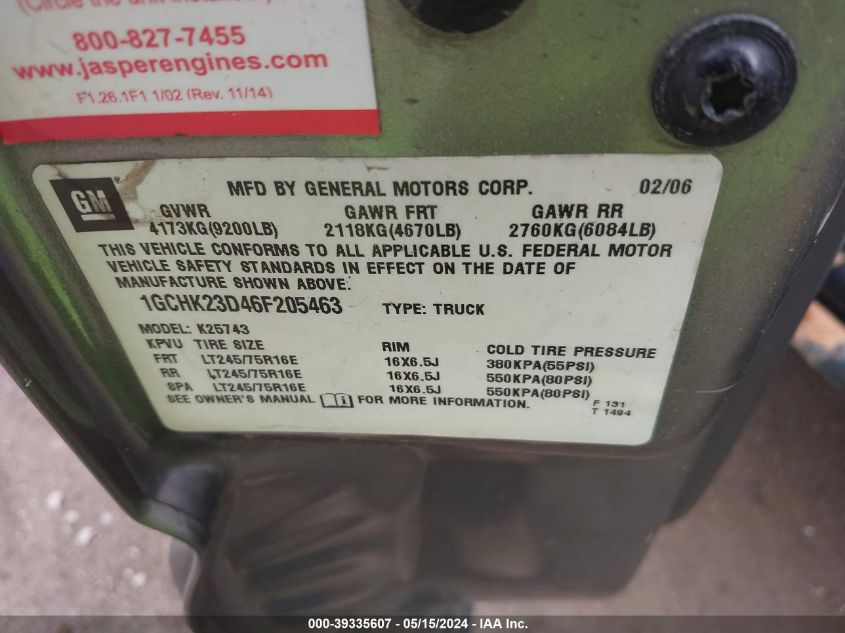 (Circle the unit installed)
800-827-7455
www.jasperengines.com
F1.26.1F1 1/02 (Rev. 11/14)
GM ®
MFD BY GENERAL MOTORS CORP. 02/06
GVWR GAWR FRT GAWR RR
4173KG(9200LB) 2118KG(4670LB) 2760KG(6084LB)
THIS VEHICLE CONFORMS TO ALL APPLICABLE U.S. FEDERAL MOTOR
VEHICLE SAFETY STANDARDS IN EFFECT ON THE DATE OF
MANUFACTURE SHOWN ABOVE.
1GCHK23D46F205463 TYPE: TRUCK
MODEL: K25743
KPVU TIRE SIZE RIM COLD TIRE PRESSURE
FRT LT245/75R16E 16X6.5J 380KPA(55PSI)
RR LT245/75R16E 16X6.5J 550KPA(80PSI)
SPA LT245/75R16E 16X6.5J 550KPA(80PSI)
SEE OWNER'S MANUAL FOR MORE INFORMATION.
F 131
T 1494
000-39335607 - 05/15/2024 - IAA Inc.